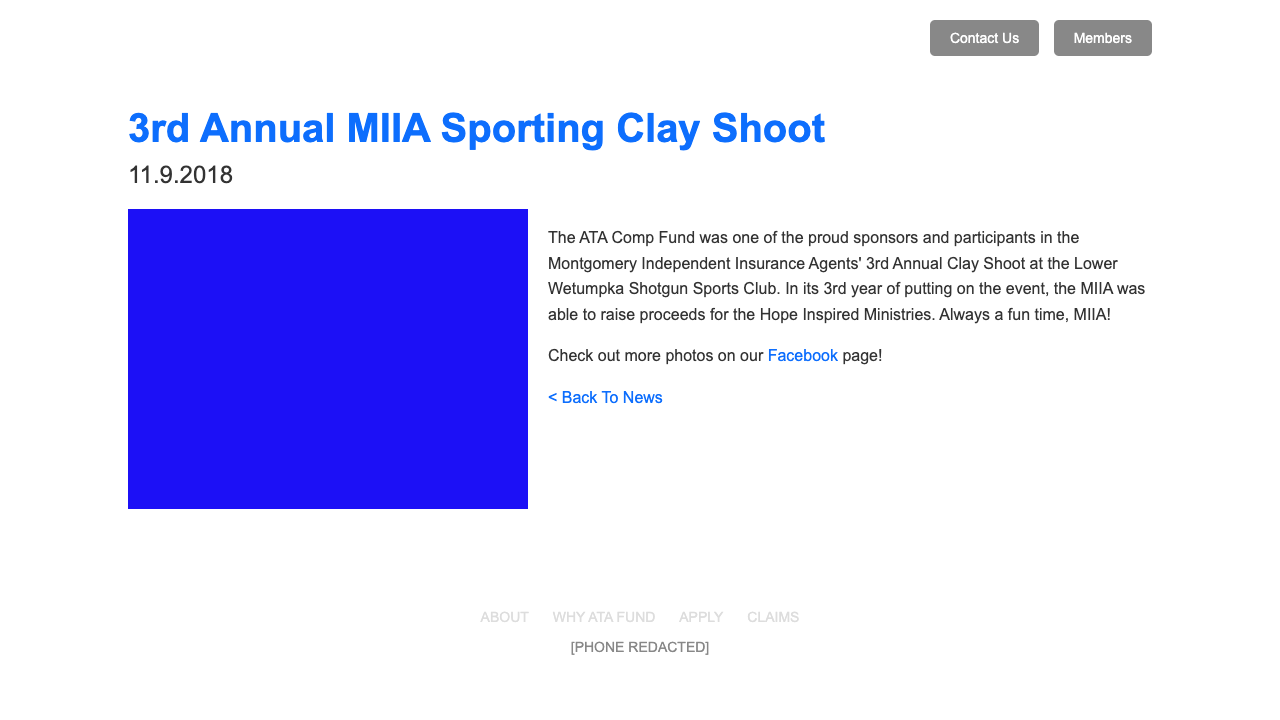 Contact Us
Members
3rd Annual MIIA Sporting Clay Shoot
11.9.2018
The ATA Comp Fund was one of the proud sponsors and participants in the
Montgomery Independent Insurance Agents' 3rd Annual Clay Shoot at the Lower
Wetumpka Shotgun Sports Club. In its 3rd year of putting on the event, the MIIA was
able to raise proceeds for the Hope Inspired Ministries. Always a fun time, MIIA!
Check out more photos on our Facebook page!
< Back To News
ABOUT WHY ATA FUND APPLY CLAIMS
[PHONE REDACTED]